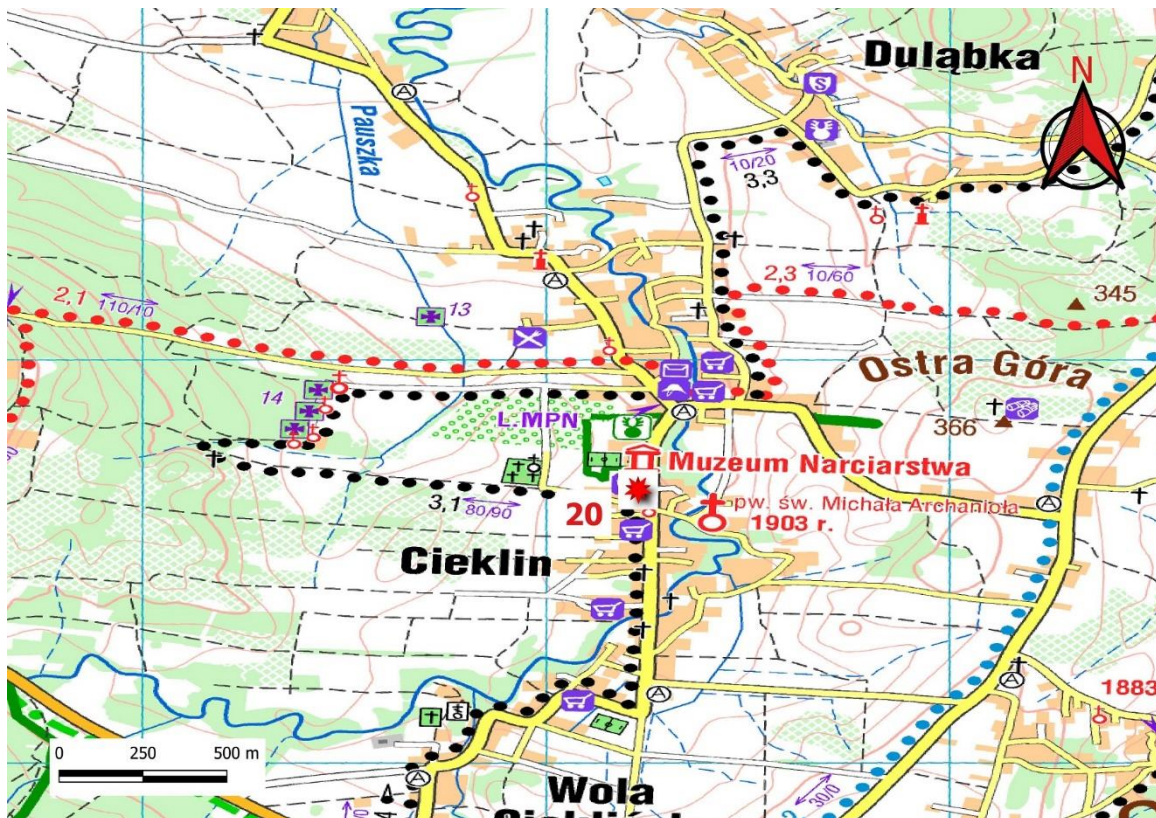 Duląbka
N
S
A
Pauszka
10/20
3,3
2,3
10/60
345
A
2,1
110/10
13
Ostra Góra
14
L.MPN
A
366
Muzeum Narciarstwa
3,1
80/90
20
pw. św. Michała Archanioła
1903 r.
A
Cieklin
A
A
1883
0 250 500 m
A
Wola
30/0